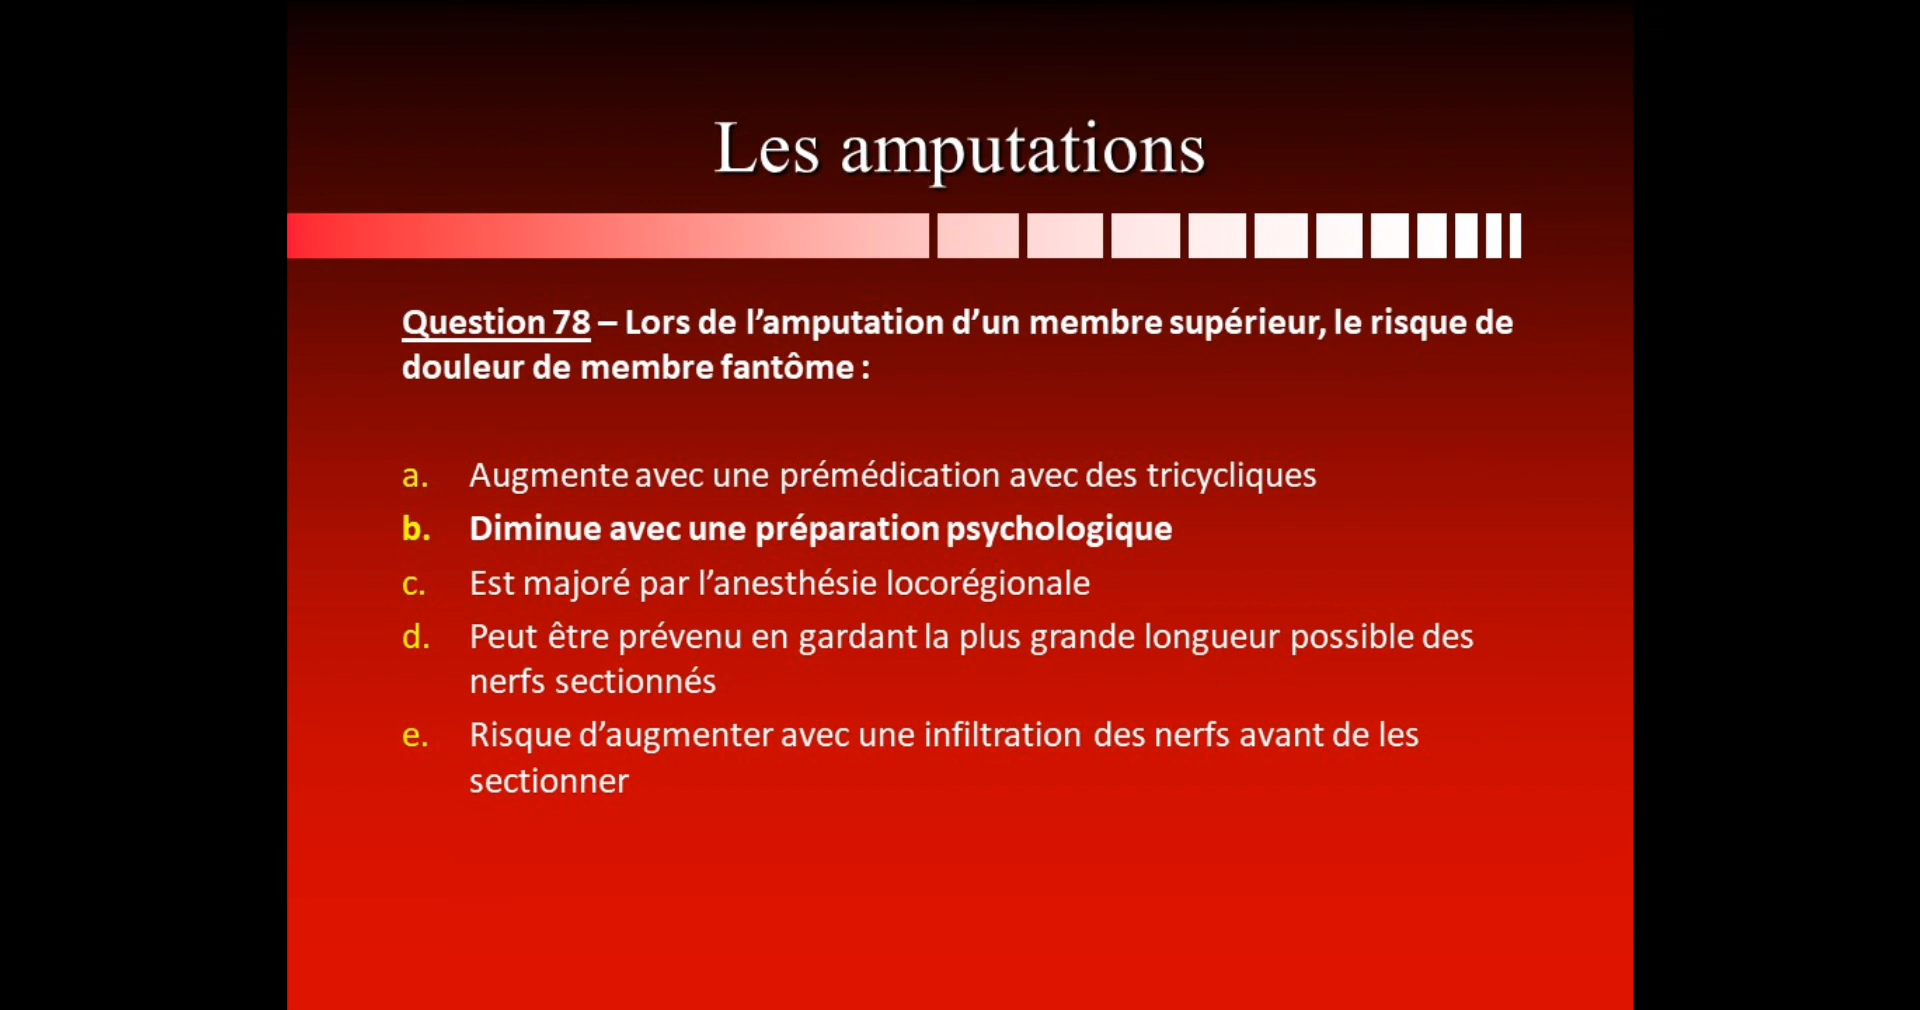 Les amputations
Question 78 – Lors de l’amputation d’un membre supérieur, le risque de
douleur de membre fantôme :
a. Augmente avec une prémédication avec des tricycliques
b. Diminue avec une préparation psychologique
c. Est majoré par l’anesthésie locorégionale
d. Peut être prévenu en gardant la plus grande longueur possible des
nerfs sectionnés
e. Risque d’augmenter avec une infiltration des nerfs avant de les
sectionner